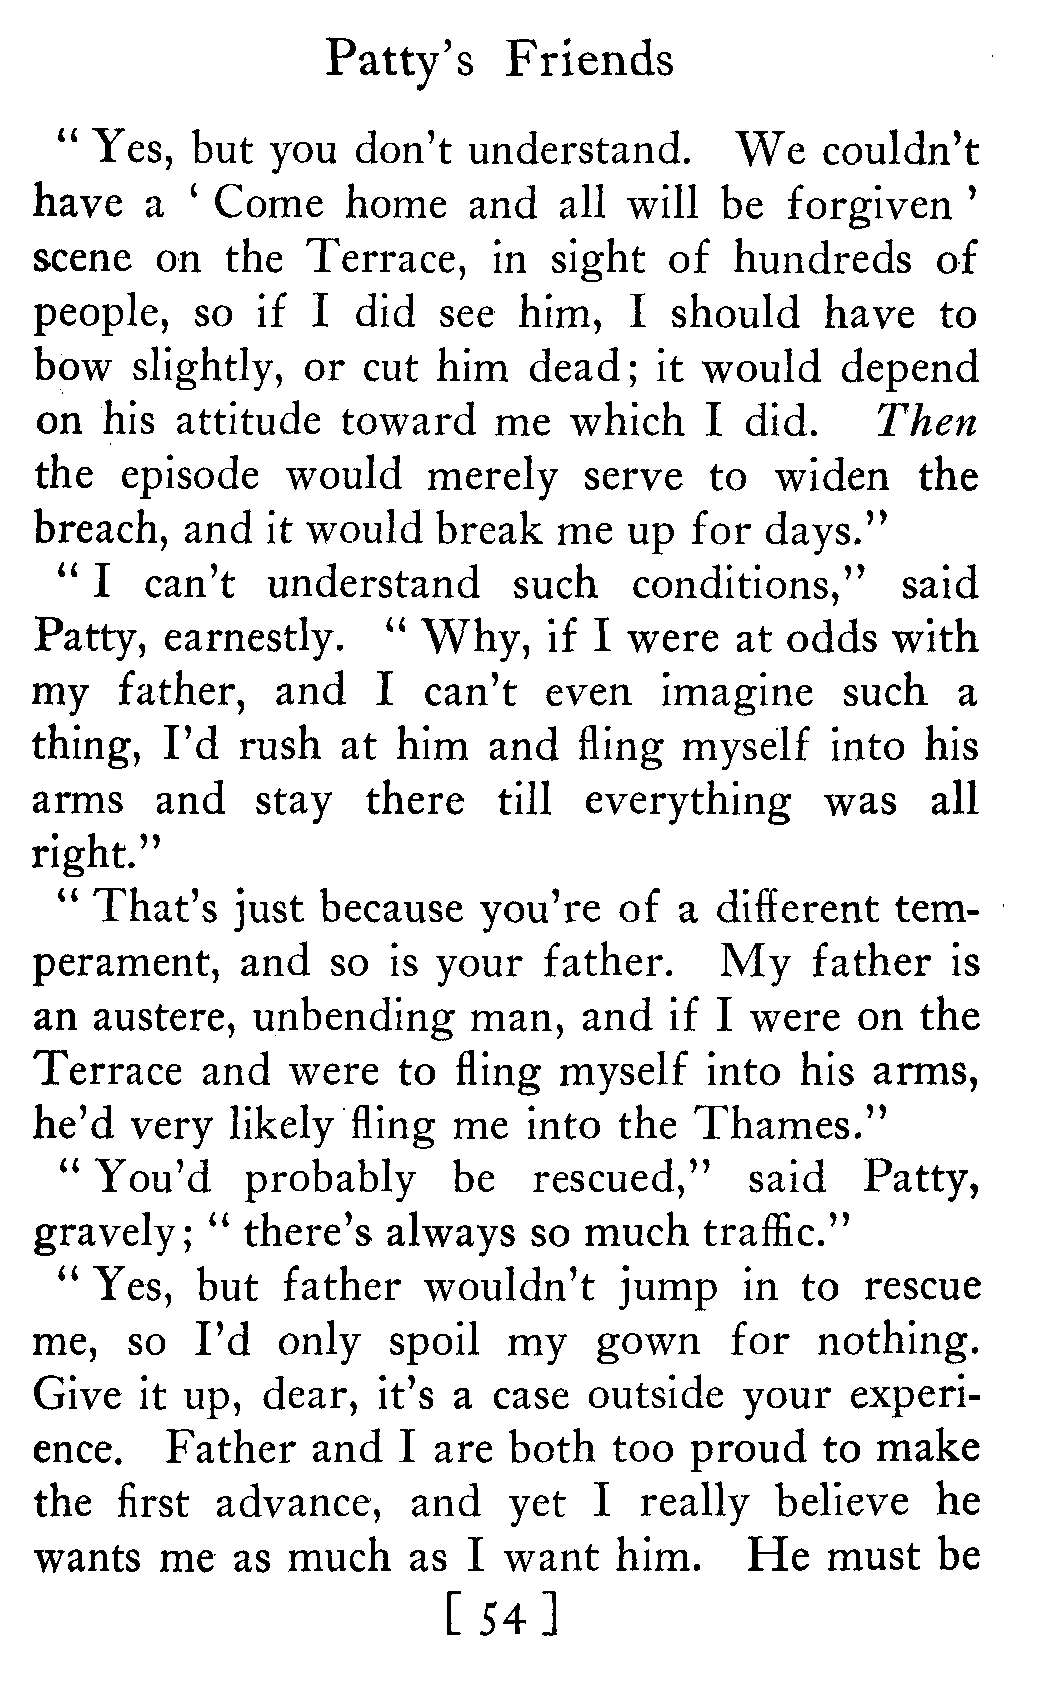 Patty's Friends
" Yes, but you don't understand. We couldn't
have a ' Come home and all will be forgiven '
scene on the Terrace, in sight of hundreds of
people, so if I did see him, I should have to
bow slightly, or cut him dead; it would depend
on his attitude toward me which I did. Then
the episode would merely serve to widen the
breach, and it would break me up for days."
" I can't understand such conditions," said
Patty, earnestly. " Why, if I were at odds with
my father, and I can't even imagine such a
thing, I'd rush at him and fling myself into his
arms and stay there till everything was all
right."
" That's just because you're of a different tem-
perament, and so is your father. My father is
an austere, unbending man, and if I were on the
Terrace and were to fling myself into his arms,
he'd very likely fling me into the Thames."
" You'd probably be rescued," said Patty,
gravely; " there's always so much traffic."
" Yes, but father wouldn't jump in to rescue
me, so I'd only spoil my gown for nothing.
Give it up, dear, it's a case outside your experi-
ence. Father and I are both too proud to make
the first advance, and yet I really believe he
wants me as much as I want him. He must be
[ 54 ]